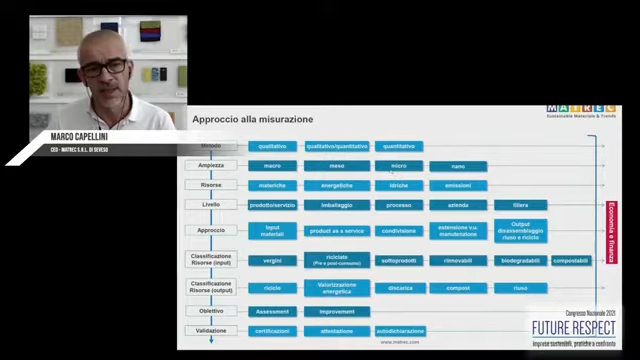 MARCO CAPELLINI
CEO - MATREC S.R.L. DI SEVESO
Approccio alla misurazione
MATREC
Sustainable Materials & Trends
Metodo qualitativo qualitativo/quantitativo quantitativo
Ampiezza macro meso micro nano
Risorse materiche energetiche idriche emissioni
Livello prodotto/servizio imballaggio processo azienda filiera
Approccio Input materiali product as a service condivisione estensione v.u. manutenzione Output disassemblaggio riuso e riciclo
Classificazione Risorse (input) vergini riciclate (Pre e post-consumo) sottoprodotti rinnovabili biodegradabili compostabili
Classificazione Risorse (output) riciclo Valorizzazione energetica discarica compost riuso
Obiettivo Assessment Improvement
Validazione certificazioni attestazione autodichiarazione
Economia e finanza
www.matrec.com
Congresso Nazionale 2021
FUTURE RESPECT
imprese sostenibili, pratiche a confronto